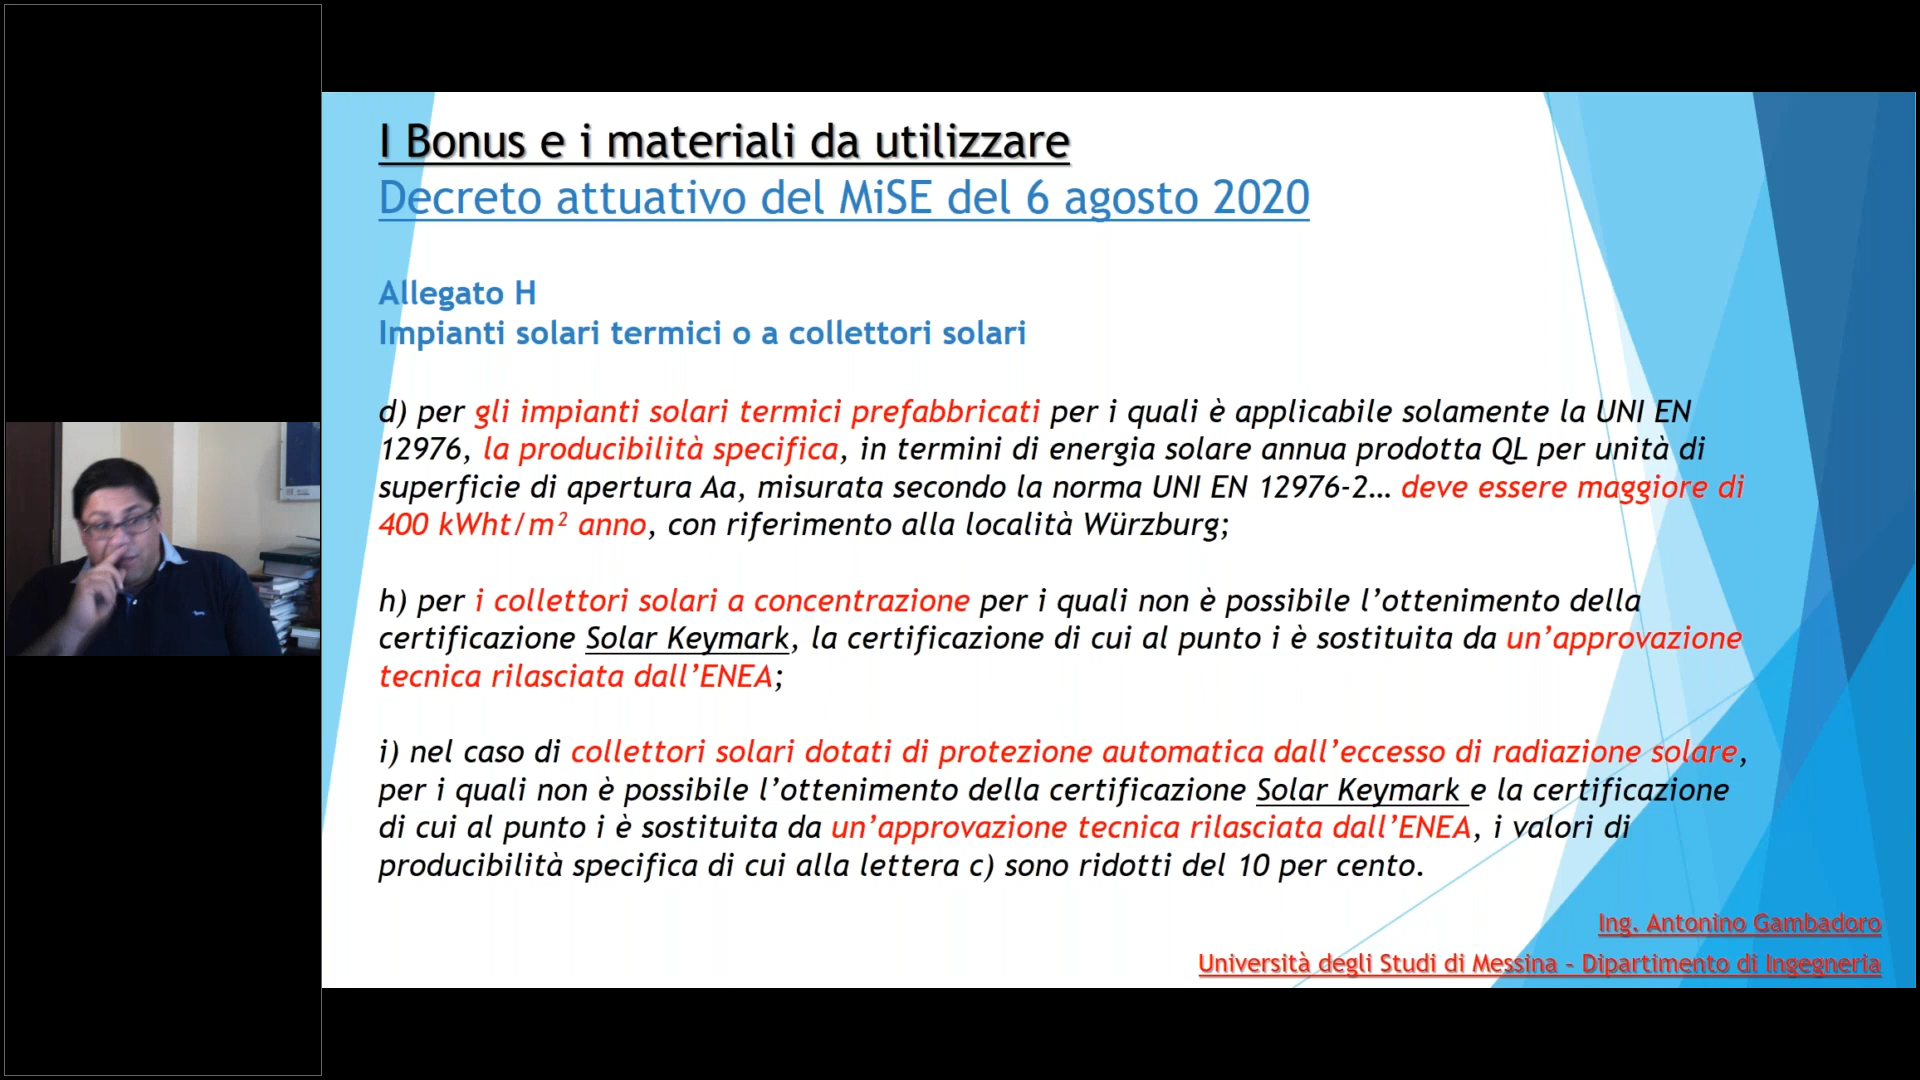 I Bonus e i materiali da utilizzare
Decreto attuativo del MiSE del 6 agosto 2020
Allegato H
Impianti solari termici o a collettori solari
d) per gli impianti solari termici prefabbricati per i quali è applicabile solamente la UNI EN
12976, la producibilità specifica, in termini di energia solare annua prodotta QL per unità di
superficie di apertura Aa, misurata secondo la norma UNI EN 12976-2… deve essere maggiore di
400 kWht/m² anno, con riferimento alla località Würzburg;
h) per i collettori solari a concentrazione per i quali non è possibile l’ottenimento della
certificazione Solar Keymark, la certificazione di cui al punto i è sostituita da un’approvazione
tecnica rilasciata dall’ENEA;
i) nel caso di collettori solari dotati di protezione automatica dall’eccesso di radiazione solare,
per i quali non è possibile l’ottenimento della certificazione Solar Keymark e la certificazione
di cui al punto i è sostituita da un’approvazione tecnica rilasciata dall’ENEA, i valori di
producibilità specifica di cui alla lettera c) sono ridotti del 10 per cento.
Ing. Antonino Gambadoro
Università degli Studi di Messina – Dipartimento di Ingegneria